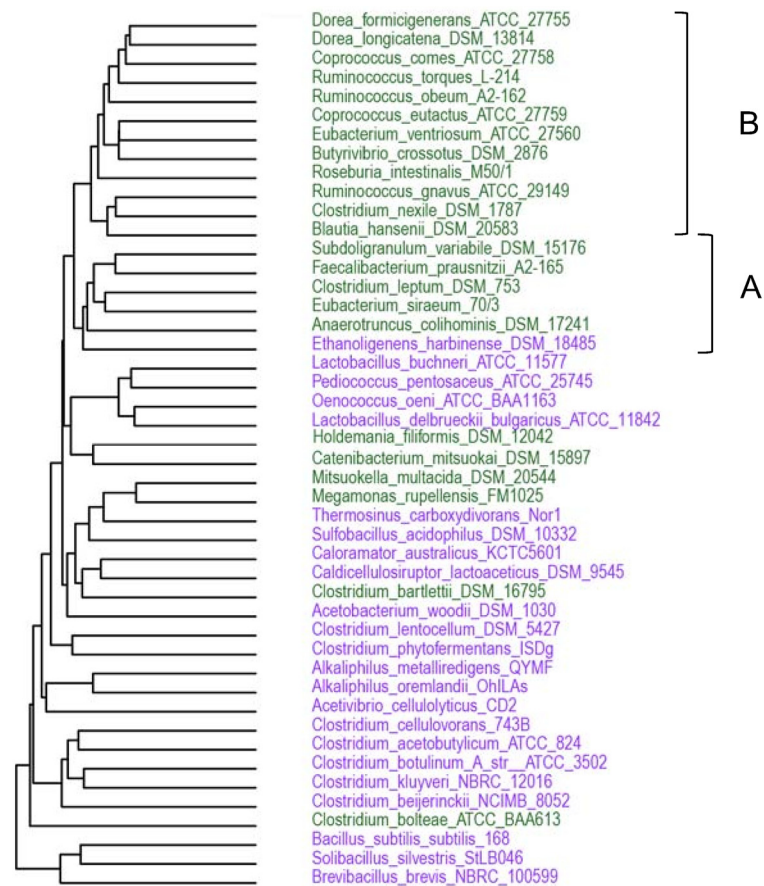 Dorea_formicigenerans_ATCC_27755
Dorea_longicatena_DSM_13814
Coprococcus_comes_ATCC_27758
Ruminococcus_torques_L-214
Ruminococcus_obeum_A2-162
Coprococcus_eutactus_ATCC_27759
Eubacterium_ventriosum_ATCC_27560
Butyrivibrio_crossotus_DSM_2876
Roseburia_intestinalis_M50/1
Ruminococcus_gnavus_ATCC_29149
Clostridium_nexile_DSM_1787
Blautia_hansenii_DSM_20583
B
Subdoligranulum_variabile_DSM_15176
Faecalibacterium_prausnitzii_A2-165
Clostridium_leptum_DSM_753
Eubacterium_siraeum_70/3
Anaerotruncus_colihominis_DSM_17241
Ethanoligenens_harbinense_DSM_18485
A
Lactobacillus_buchneri_ATCC_11577
Pediococcus_pentosaceus_ATCC_25745
Oenococcus_oeni_ATCC_BAA1163
Lactobacillus_delbrueckii_bulgaricus_ATCC_11842
Holdemania_filiformis_DSM_12042
Catenibacterium_mitsuokai_DSM_15897
Mitsuokella_multacida_DSM_20544
Megamonas_rupellensis_FM1025
Thermosinus_carboxydivorans_Nor1
Sulfobacillus_acidophilus_DSM_10332
Caloramator_australicus_KCTC5601
Caldicellulosiruptor_lactoaceticus_DSM_9545
Clostridium_bartlettii_DSM_16795
Acetobacterium_woodii_DSM_1030
Clostridium_lentocellum_DSM_5427
Clostridium_phytofermentans_ISDg
Alkaliphilus_metalliredigens_QYMF
Alkaliphilus_oremlandii_OhILAs
Acetivibrio_cellulolyticus_CD2
Clostridium_cellulovorans_743B
Clostridium_acetobutylicum_ATCC_824
Clostridium_botulinum_A_str__ATCC_3502
Clostridium_kluyveri_NBRC_12016
Clostridium_beijerinckii_NCIMB_8052
Clostridium_bolteae_ATCC_BAA613
Bacillus_subtilis_subtilis_168
Solibacillus_silvestris_StLB046
Brevibacillus_brevis_NBRC_100599